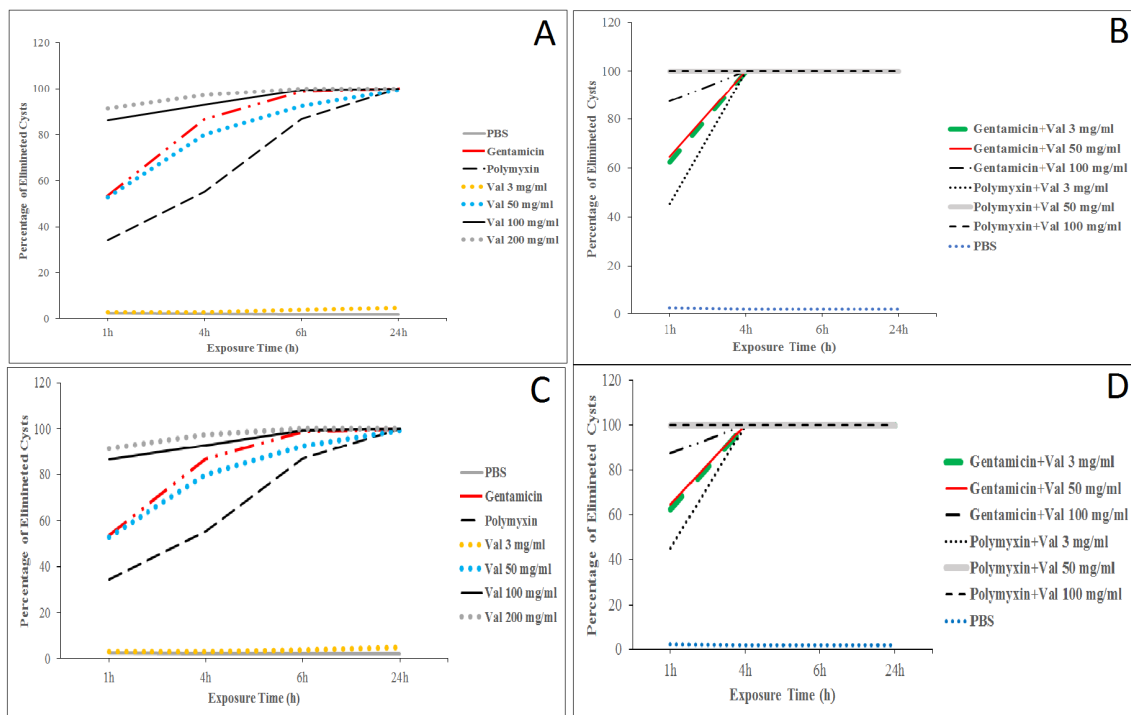 A
120
100
80
60
40
20
0
1h 4h 6h 24h
Percentage of Elimineted Cysts
Exposure Time (h)
PBS
Gentamicin
Polymyxin
Val 3 mg/ml
Val 50 mg/ml
Val 100 mg/ml
Val 200 mg/ml
B
120
100
80
60
40
20
0
1h 4h 6h 24h
Percentage of Elimineted Cysts
Exposure Time (h)
Gentamicin+Val 3 mg/ml
Gentamicin+Val 50 mg/ml
Gentamicin+Val 100 mg/ml
Polymyxin+Val 3 mg/ml
Polymyxin+Val 50 mg/ml
Polymyxin+Val 100 mg/ml
PBS
C
120
100
80
60
40
20
0
1h 4h 6h 24h
Percentage of Elimineted Cysts
Exposure Time (h)
PBS
Gentamicin
Polymyxin
Val 3 mg/ml
Val 50 mg/ml
Val 100 mg/ml
Val 200 mg/ml
D
120
100
80
60
40
20
0
1h 4h 6h 24h
Percentage of Elimineted Cysts
Exposure Time (h)
Gentamicin+Val 3 mg/ml
Gentamicin+Val 50 mg/ml
Gentamicin+Val 100 mg/ml
Polymyxin+Val 3 mg/ml
Polymyxin+Val 50 mg/ml
Polymyxin+Val 100 mg/ml
PBS